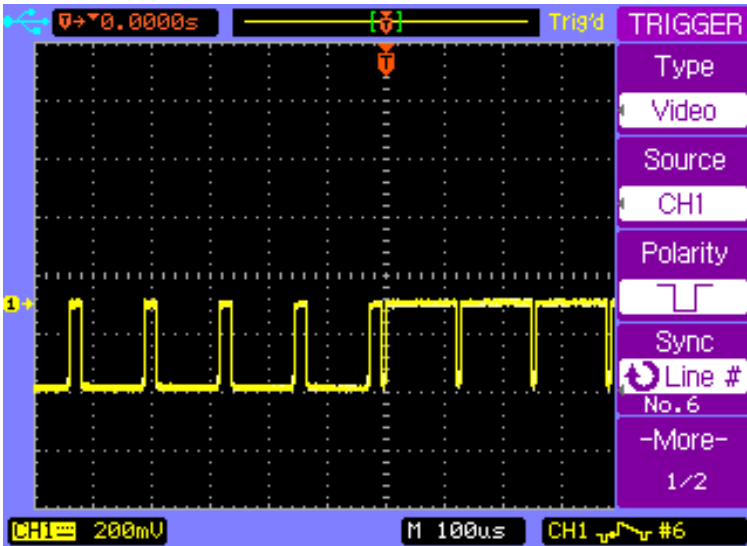 0.0000s
Trig'd
T
TRIGGER
Type
Video
Source
CH1
Polarity
Sync
Line #
No.6
-More-
1/2
1
CH1 200mV
M 100us
CH1 #6